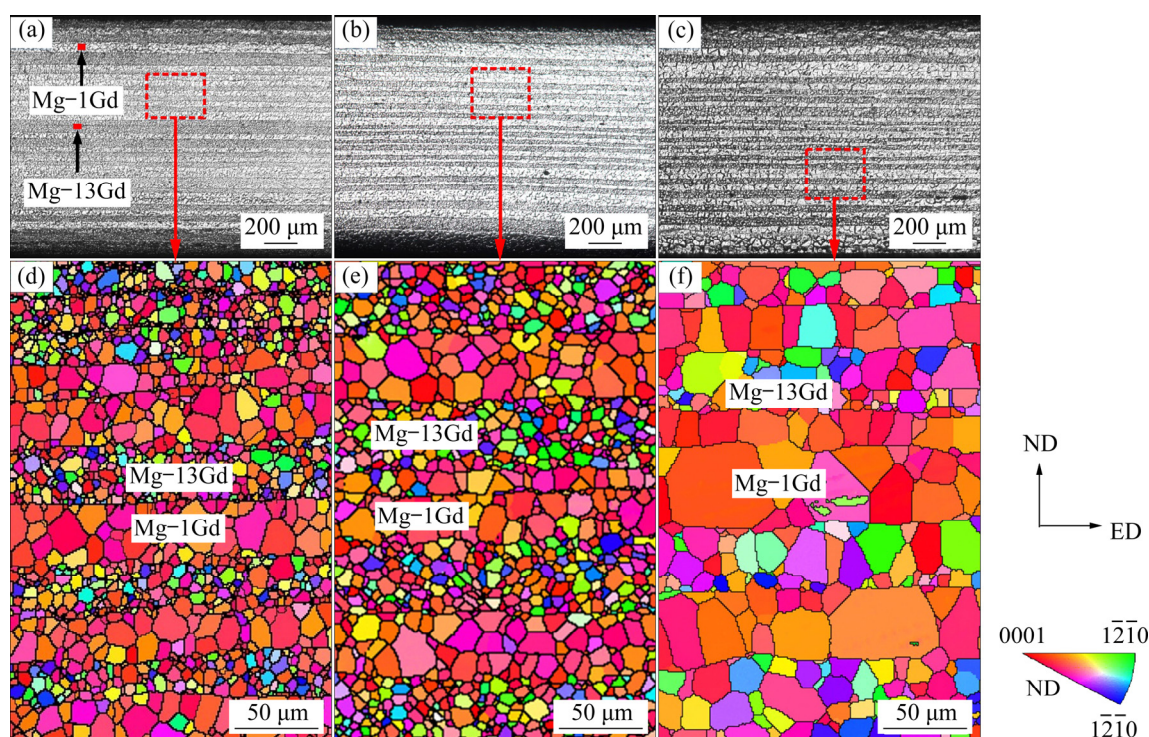 (a)
(b)
(c)
Mg−1Gd
Mg−13Gd
200 μm
200 μm
200 μm
(d)
(e)
(f)
Mg−13Gd
Mg−13Gd
Mg−13Gd
Mg−1Gd
Mg−1Gd
Mg−1Gd
ND
ED
0001
12̅1̅0
ND
12̅1̅0
50 μm
50 μm
50 μm